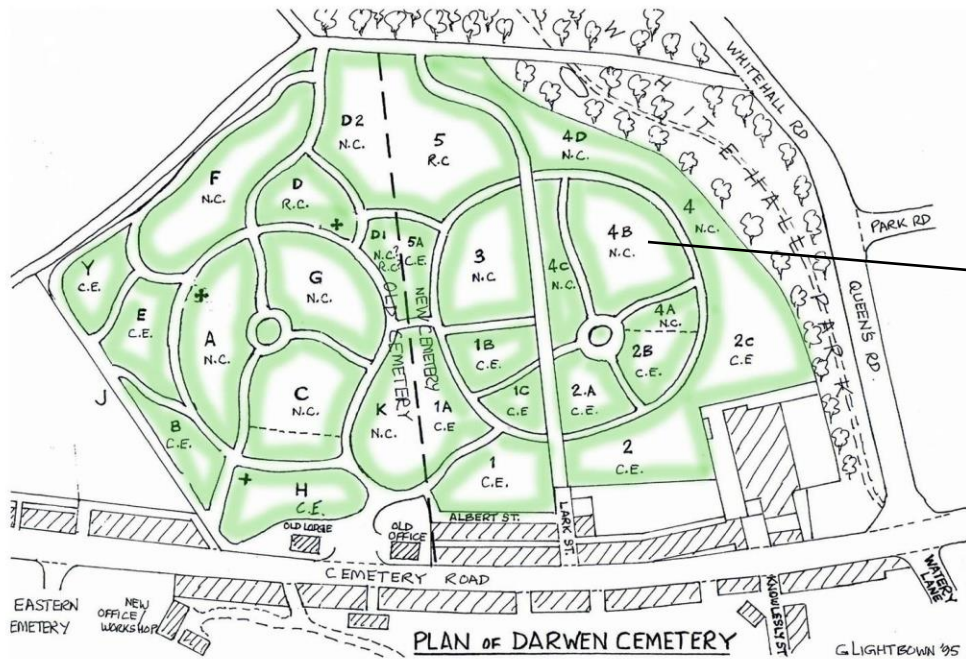 WHITEHALL RD
WHITEHALL PARK
PARK RD
QUEEN'S RD.
D2
N.C.
5
R.C
4D
N.C.
F
N.C.
D
R.C.
4
N.C.
4B
N.C.
D1
N.C.?
R.C.
5A
C.E.
3
N.C
4C
N.C.
Y
C.E.
G
N.C.
OLD CEMETERY
NEW CEMETERY
E
C.E.
A
N.C.
4A
N.C.
1B
C.E.
2B
C.E.
2C
C.E
J
C
N.C.
K
N.C.
1A
C.E
1C
C.E
2.A
C.E.
B
C.E.
1
C.E.
2
C.E.
H
C.E.
OLD LODGE
OLD
OFFICE
ALBERT ST.
LARK ST.
CEMETERY ROAD
WATERY
LANE
KNOWLESLY ST
EASTERN
EMETERY
NEW
OFFICE
WORKSHOP
PLAN OF DARWEN CEMETERY
G LIGHTBOWN '95